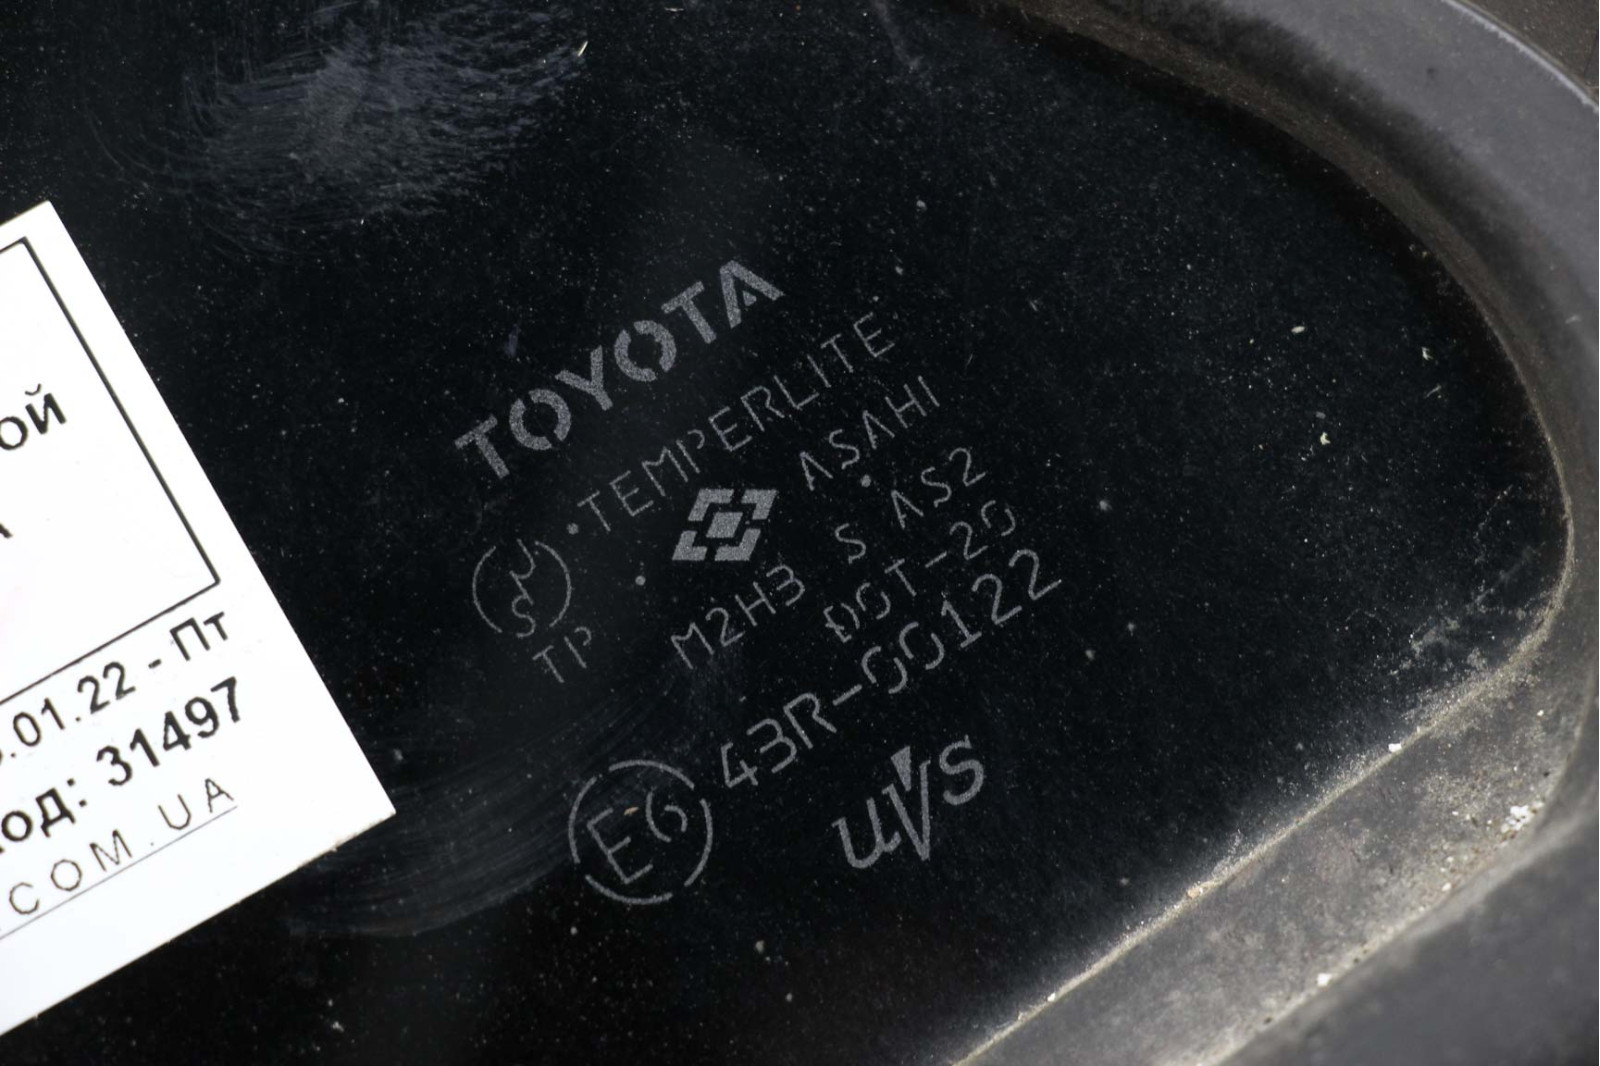 TOYOTA
TEMPERLITE
ASAHI
TP
M2H3 S AS2
DOT-20
E6 43R-00122
uvs
ой
.01.22 - Пт
од: 31497
.COM.UA